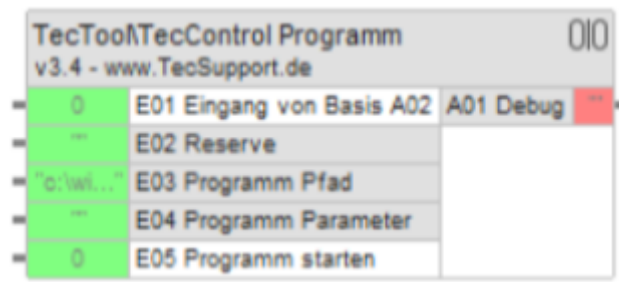 TecTool\TecControl Programm 0|0
v3.4 - www.TecSupport.de
0 E01 Eingang von Basis A02 A01 Debug ""
"" E02 Reserve
"c:\wi..." E03 Programm Pfad
"" E04 Programm Parameter
0 E05 Programm starten